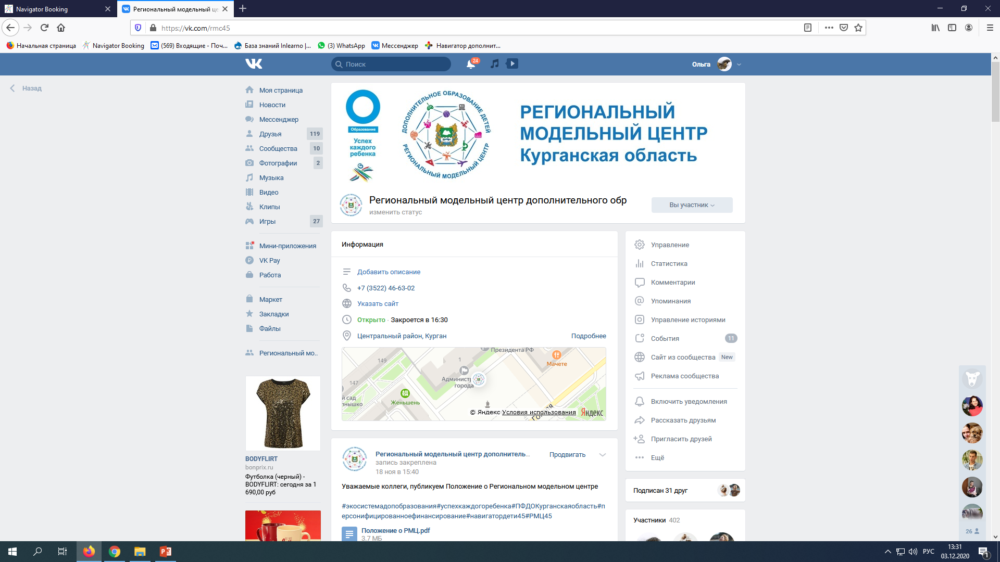 Navigator Booking
Региональный модельный це
https://vk.com/rmc45
Начальная страница
Navigator Booking
(569) Входящие - Поч...
База знаний Inlearno |...
(3) WhatsApp
Мессенджер
Навигатор дополнит...
Поиск
24
Ольга
Назад
Моя страница
Новости
Мессенджер
Друзья 119
Сообщества 10
Фотографии 2
Музыка
Видео
Клипы
Игры 27
Мини-приложения
VK Pay
Работа
Маркет
Закладки
Файлы
Региональный мо..
BODYFLIRT
bonprix.ru
Футболка (черный) -
BODYFLIRT: сегодня за 1
690,00 руб
Образование
Успех
каждого
ребенка
ДОПОЛНИТЕЛЬНОЕ ОБРАЗОВАНИЕ ДЕТЕЙ
РЕГИОНАЛЬНЫЙ МОДЕЛЬНЫЙ ЦЕНТР
РЕГИОНАЛЬНЫЙ
МОДЕЛЬНЫЙ ЦЕНТР
Курганская область
Региональный модельный центр дополнительного обр
изменить статус
Вы участник
Информация
Добавить описание
+7 (3522) 46-63-02
Указать сайт
Открыто · Закроется в 16:30
Центральный район, Курган
Подробнее
Президента РФ
149
1
Мачете
Админист
города
147
й сад
лнышко
Женьшень
© Яндекс Условия использования Яндекс
Региональный модельный центр дополнитель...
запись закреплена
18 ноя в 15:40
Продвигать
Уважаемые коллеги, публикуем Положение о Региональном модельном центре
#экосистемадопобразования#успехкаждогоребенка#ПФДОКурганскаяобласть#п
ерсонифицированноефинансирование#навигатордети45#РМЦ45
Положение о РМЦ.pdf
3.7 МБ
Управление
Статистика
Комментарии
Упоминания
Управление историями
События 11
Сайт из сообщества New
Реклама сообщества
Включить уведомления
Рассказать друзьям
Пригласить друзей
Ещё
Подписан 31 друг
Участники 402
26
РУС
13:31
03.12.2020
1